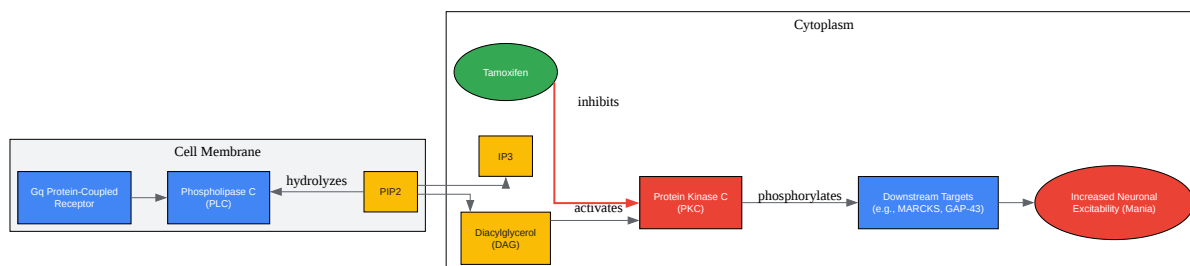 Cytoplasm
Tamoxifen
inhibits
Cell Membrane
IP3
Gq Protein-Coupled
Receptor
Phospholipase C
(PLC)
hydrolyzes
PIP2
Diacylglycerol
(DAG)
activates
Protein Kinase C
(PKC)
phosphorylates
Downstream Targets
(e.g., MARCKS, GAP-43)
Increased Neuronal
Excitability (Mania)